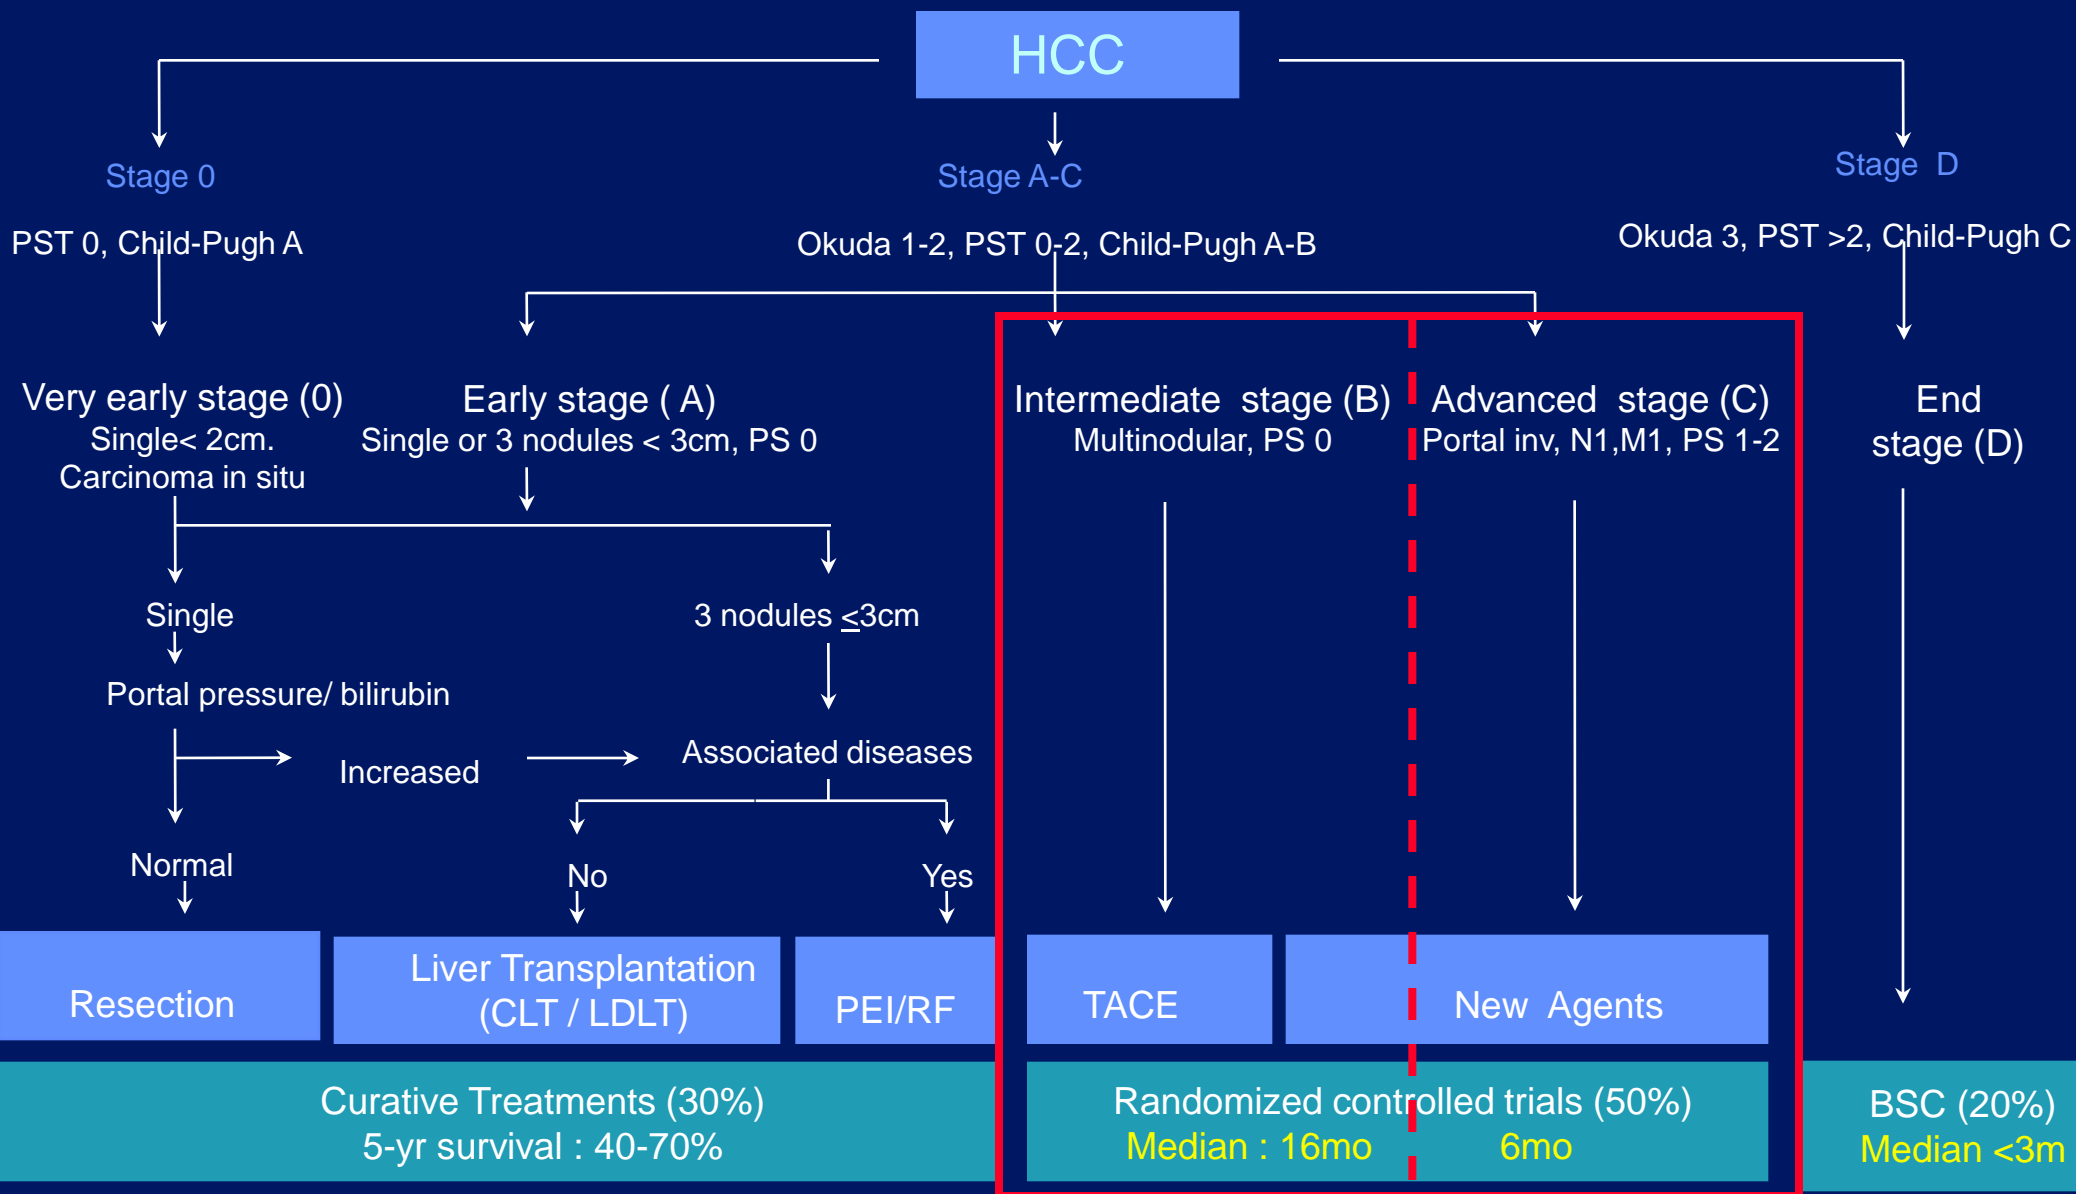 HCC
Stage 0
Stage A-C
Stage D
PST 0, Child-Pugh A
Okuda 1-2, PST 0-2, Child-Pugh A-B
Okuda 3, PST >2, Child-Pugh C
Very early stage (0)
Single< 2cm.
Carcinoma in situ
Early stage ( A)
Single or 3 nodules < 3cm, PS 0
Intermediate stage (B)
Multinodular, PS 0
Advanced stage (C)
Portal inv, N1,M1, PS 1-2
End
stage (D)
Single
3 nodules ≤3cm
Portal pressure/ bilirubin
Increased
Associated diseases
Normal
No
Yes
Resection
Liver Transplantation
(CLT / LDLT)
PEI/RF
TACE
New Agents
Curative Treatments (30%)
5-yr survival : 40-70%
Randomized controlled trials (50%)
Median : 16mo 6mo
BSC (20%)
Median <3m